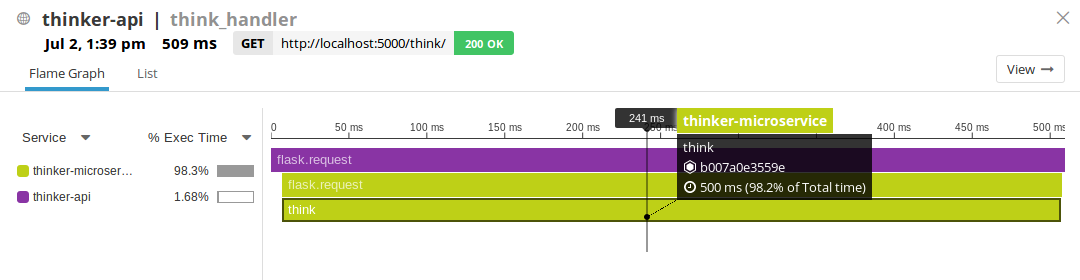 thinker-api | think_handler
Jul 2, 1:39 pm 509 ms GET http://localhost:5000/think/ 200 OK
Flame Graph List
View →
Service % Exec Time
thinker-microser... 98.3%
thinker-api 1.68%
241 ms
thinker-microservice
0 50 ms 100 ms 150 ms 200 ms 400 ms 450 ms 500 ms
flask.request
think
b007a0e3559e
500 ms (98.2% of Total time)
flask.request
think